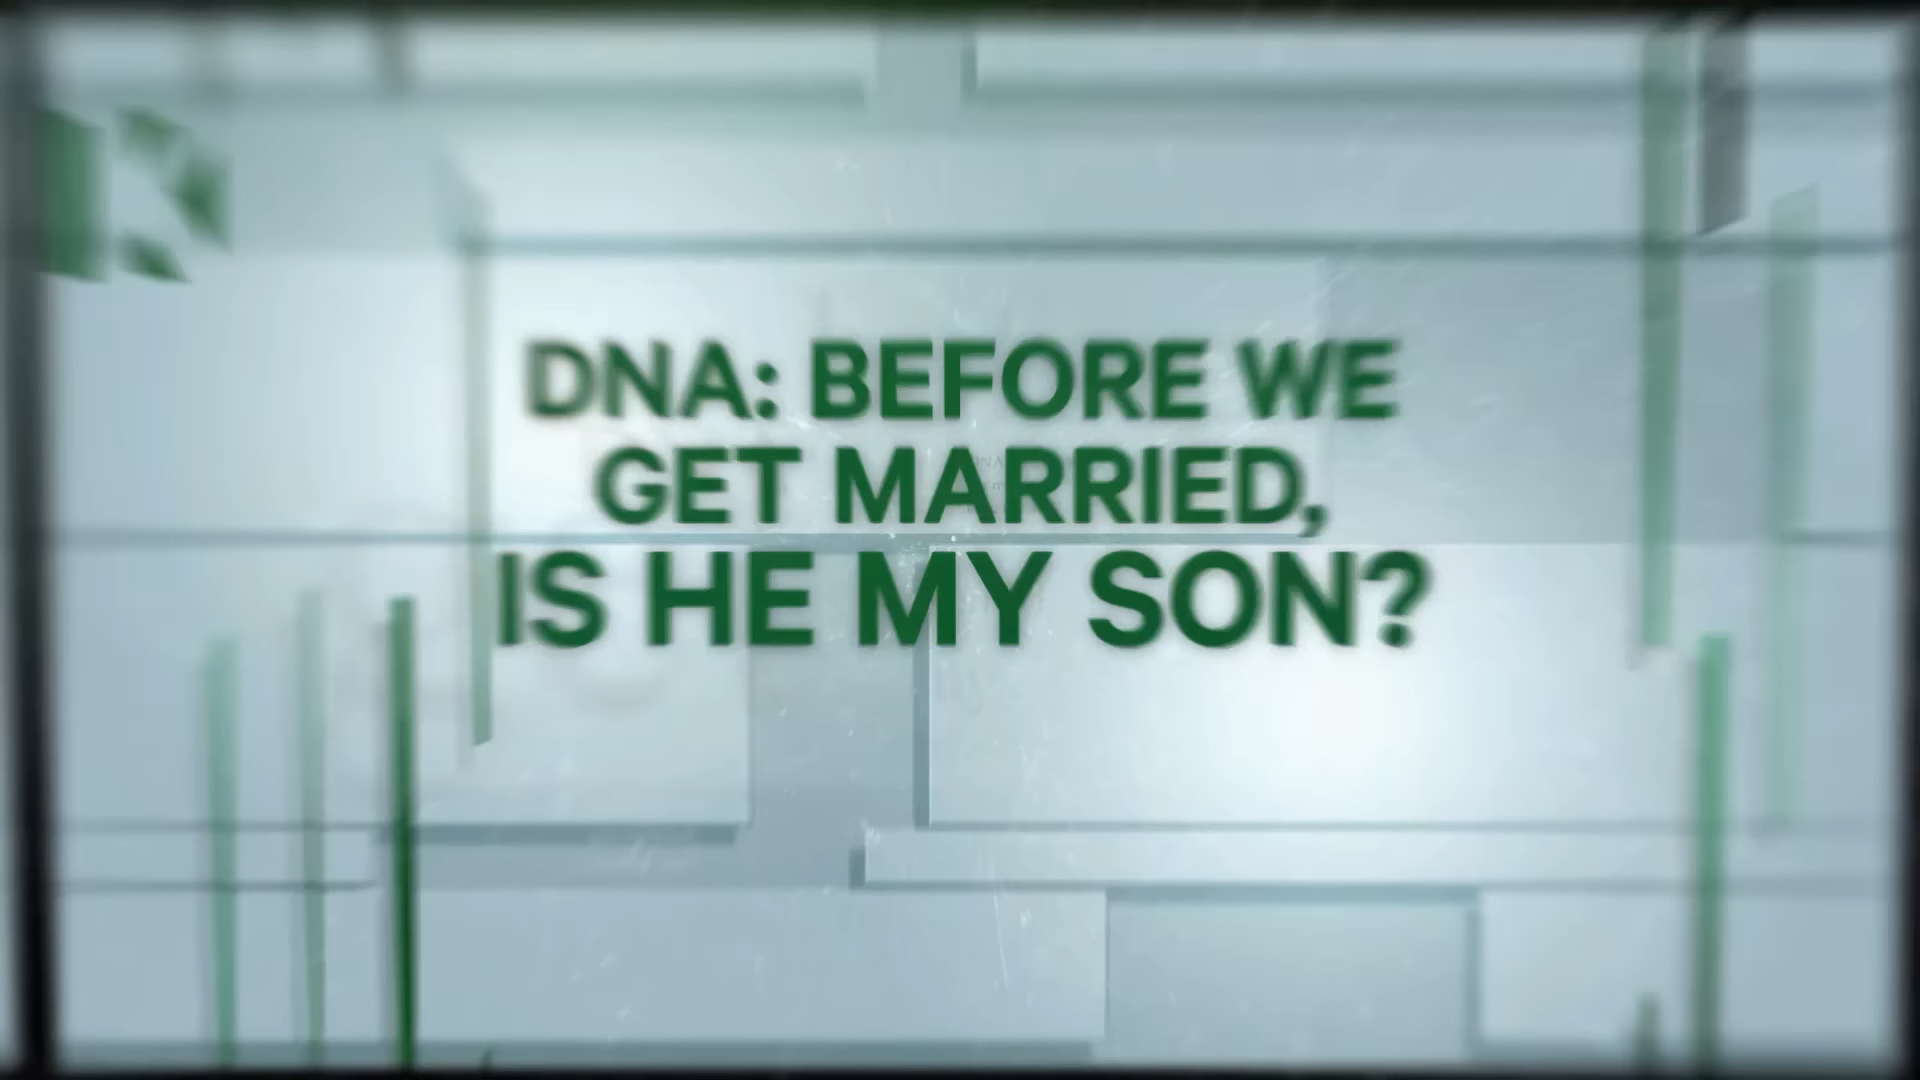 DNA: BEFORE WE
GET MARRIED,
IS HE MY SON?